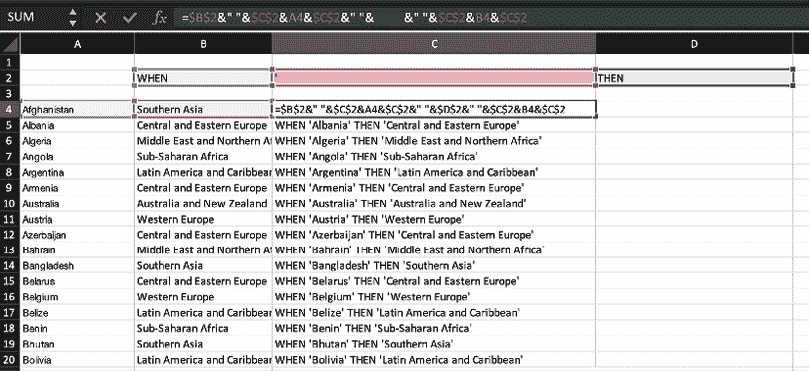 SUM fx =$B$2&" "&$C$2&A4&$C$2&" "& &" "&$C$2&B4&$C$2
A B C D
1
2 WHEN ' THEN
3
4 Afghanistan Southern Asia =$B$2&" "&$C$2&A4&$C$2&" "&$D$2&" "&$C$2&B4&$C$2
5 Albania Central and Eastern Europe WHEN 'Albania' THEN 'Central and Eastern Europe'
6 Algeria Middle East and Northern A WHEN 'Algeria' THEN 'Middle East and Northern Africa'
7 Angola Sub-Saharan Africa WHEN 'Angola' THEN 'Sub-Saharan Africa'
8 Argentina Latin America and Caribbean WHEN 'Argentina' THEN 'Latin America and Caribbean'
9 Armenia Central and Eastern Europe WHEN 'Armenia' THEN 'Central and Eastern Europe'
10 Australia Australia and New Zealand WHEN 'Australia' THEN 'Australia and New Zealand'
11 Austria Western Europe WHEN 'Austria' THEN 'Western Europe'
12 Azerbaijan Central and Eastern Europe WHEN 'Azerbaijan' THEN 'Central and Eastern Europe'
13 Bahrain Middle East and Northern A WHEN 'Bahrain' THEN 'Middle East and Northern Africa'
14 Bangladesh Southern Asia WHEN 'Bangladesh' THEN 'Southern Asia'
15 Belarus Central and Eastern Europe WHEN 'Belarus' THEN 'Central and Eastern Europe'
16 Belgium Western Europe WHEN 'Belgium' THEN 'Western Europe'
17 Belize Latin America and Caribbean WHEN 'Belize' THEN 'Latin America and Caribbean'
18 Benin Sub-Saharan Africa WHEN 'Benin' THEN 'Sub-Saharan Africa'
19 Bhutan Southern Asia WHEN 'Bhutan' THEN 'Southern Asia'
20 Bolivia Latin America and Caribbean WHEN 'Bolivia' THEN 'Latin America and Caribbean'